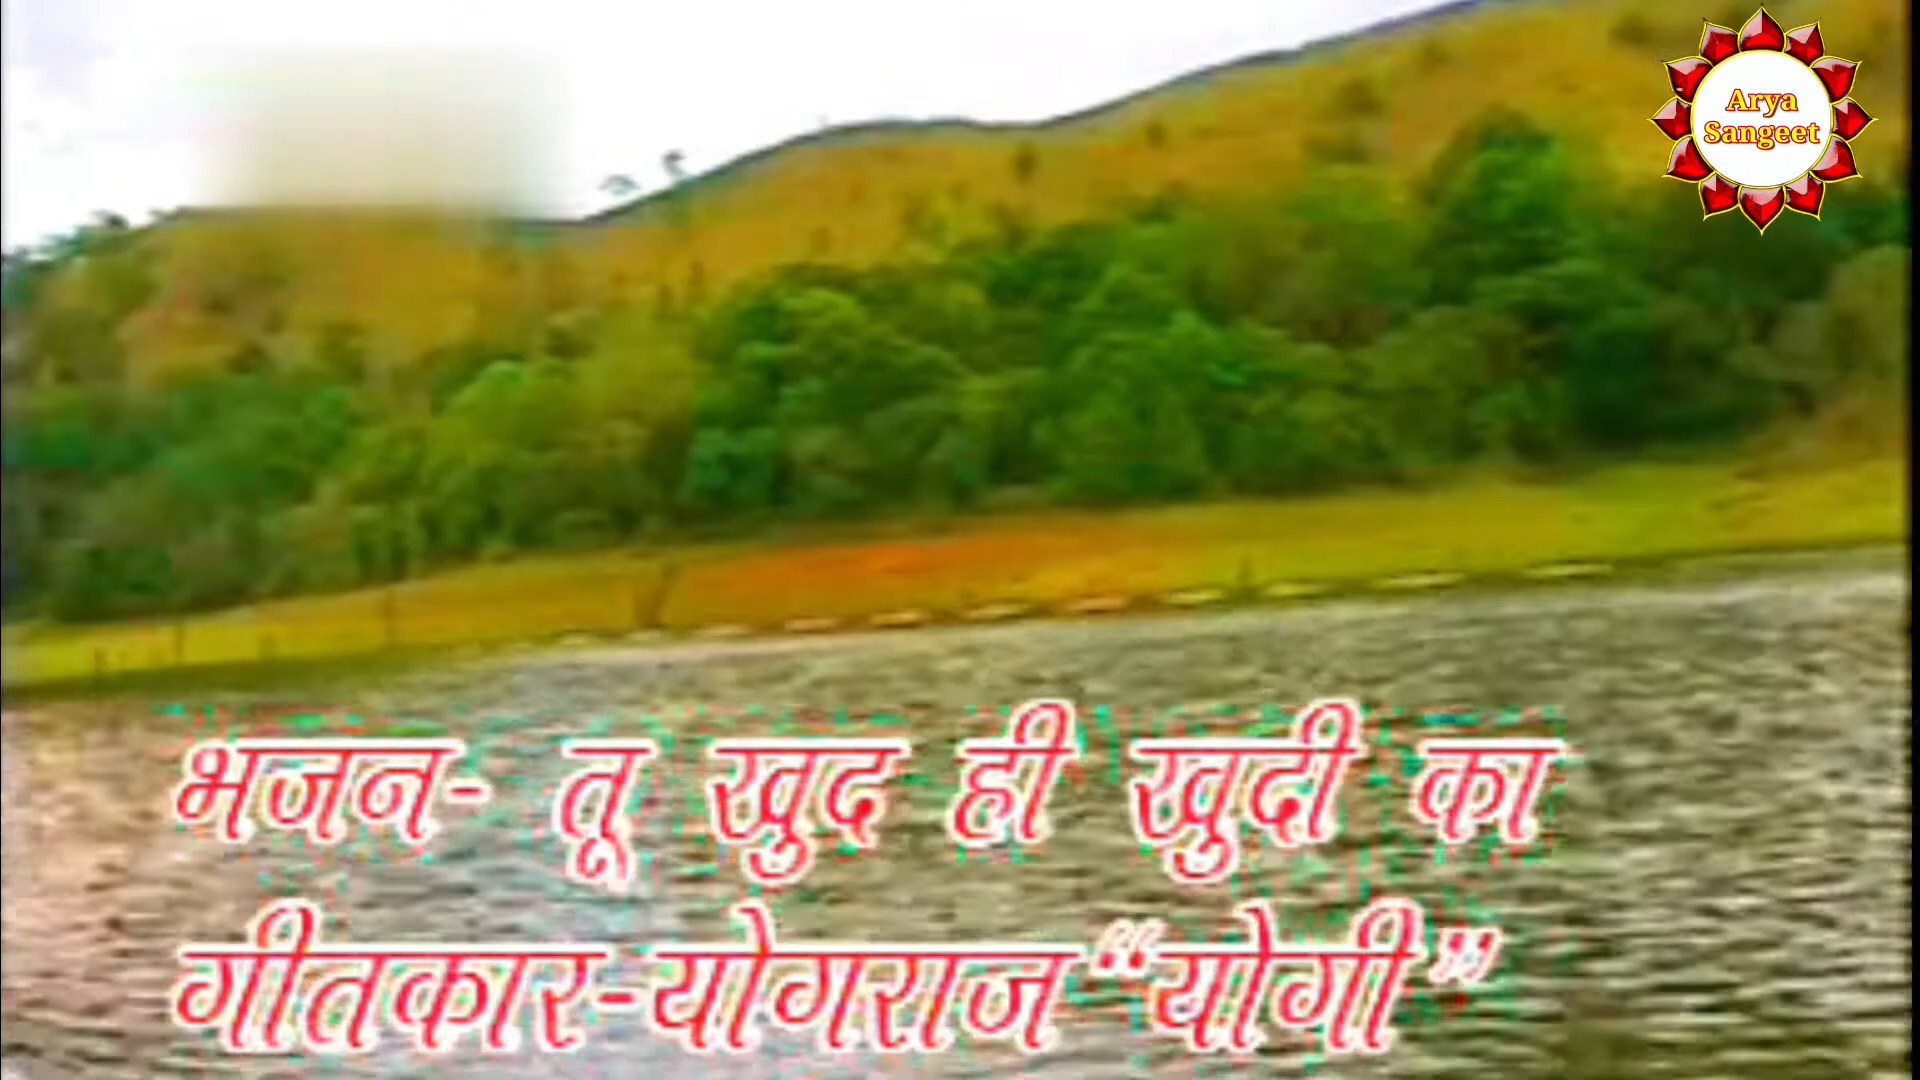 Arya
Sangeet
भजन- तू खुद ही खुदी का
गीतकार-योगराज “योगी”